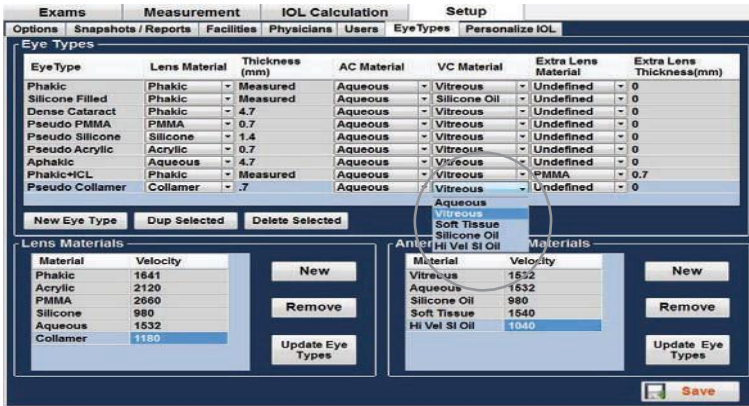 Exams Measurement IOL Calculation Setup
Options Snapshots / Reports Facilities Physicians Users EyeTypes Personalize IOL
Eye Types
EyeType Lens Material Thickness (mm) AC Material VC Material Extra Lens Material Extra Lens Thickness(mm)
Phakic Phakic Measured Aqueous Vitreous Undefined 0
Silicone Filled Phakic Measured Aqueous Silicone Oil Undefined 0
Dense Cataract Phakic 4.7 Aqueous Vitreous Undefined 0
Pseudo PMMA PMMA 0.7 Aqueous Vitreous Undefined 0
Pseudo Silicone Silicone 1.4 Aqueous Vitreous Undefined 0
Pseudo Acrylic Acrylic 0.7 Aqueous Vitreous Undefined 0
Aphakic Aqueous 4.7 Aqueous Vitreous Undefined 0
Phakic+ICL Phakic Measured Aqueous Vitreous PMMA 0.7
Pseudo Collamer Collamer .7 Aqueous Vitreous Undefined 0
Aqueous
Vitreous
Soft Tissue
Silicone Oil
Hi Vel SI Oil
New Eye Type Dup Selected Delete Selected
Lens Materials
Material Velocity
Phakic 1641
Acrylic 2120
PMMA 2660
Silicone 980
Aqueous 1532
Collamer 1180
New
Remove
Update Eye Types
Materials
Material Velocity
Vitreous 1532
Aqueous 1532
Silicone Oil 980
Soft Tissue 1540
Hi Vel SI Oil 1040
New
Remove
Update Eye Types
Save